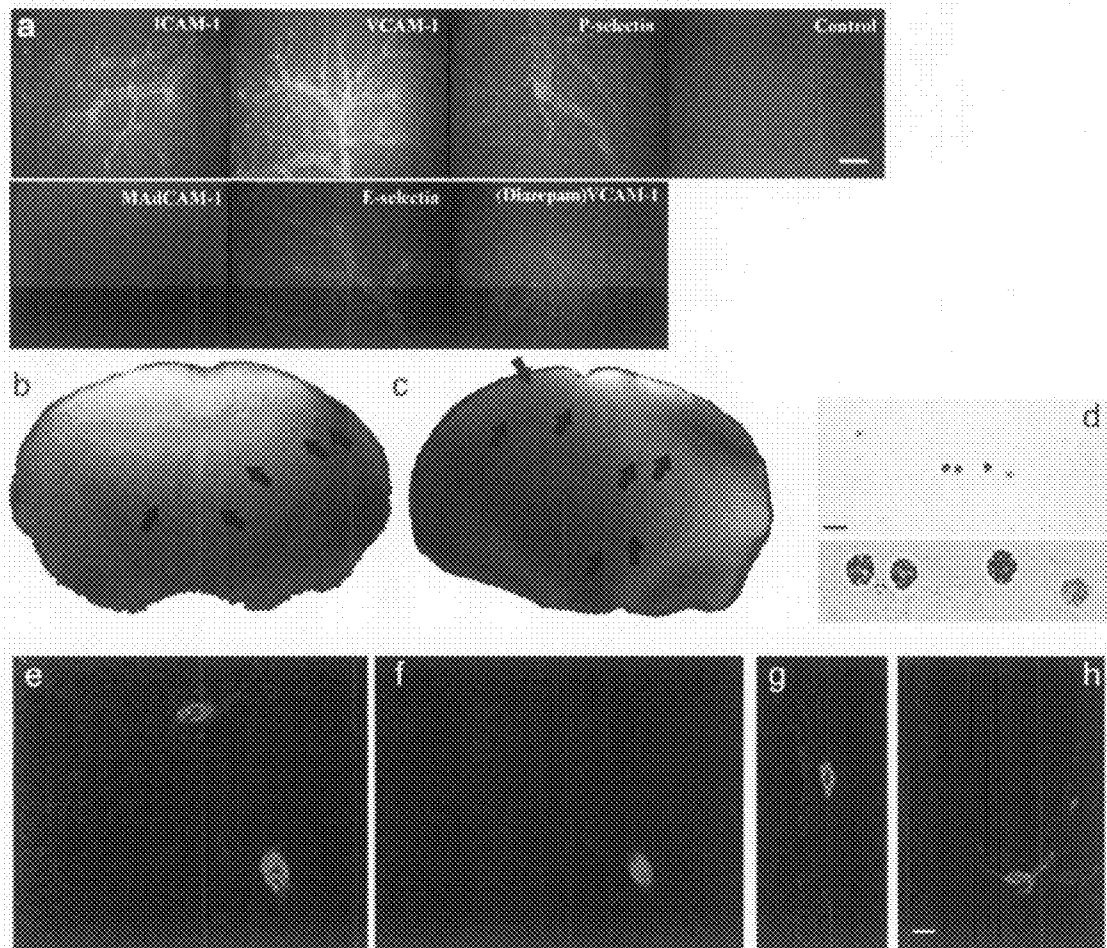 a
ICAM-1
VCAM-1
P-selectin
Control
MAdCAM-1
E-selectin
(Diazepam)VCAM-1
b
c
d
e
f
g
h